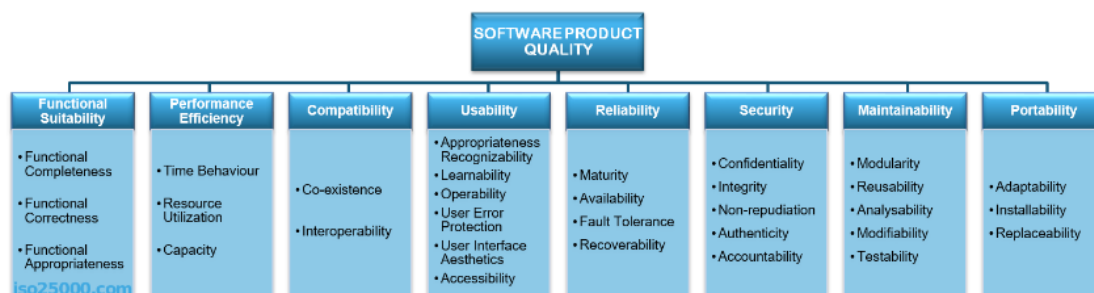 SOFTWARE PRODUCT
QUALITY
Functional
Suitability
• Functional
Completeness
• Functional
Correctness
• Functional
Appropriateness
Performance
Efficiency
• Time Behaviour
• Resource
Utilization
• Capacity
Compatibility
• Co-existence
• Interoperability
Usability
• Appropriateness
Recognizability
• Learnability
• Operability
• User Error
Protection
• User Interface
Aesthetics
• Accessibility
Reliability
• Maturity
• Availability
• Fault Tolerance
• Recoverability
Security
• Confidentiality
• Integrity
• Non-repudiation
• Authenticity
• Accountability
Maintainability
• Modularity
• Reusability
• Analysability
• Modifiability
• Testability
Portability
• Adaptability
• Installability
• Replaceability
iso25000.com